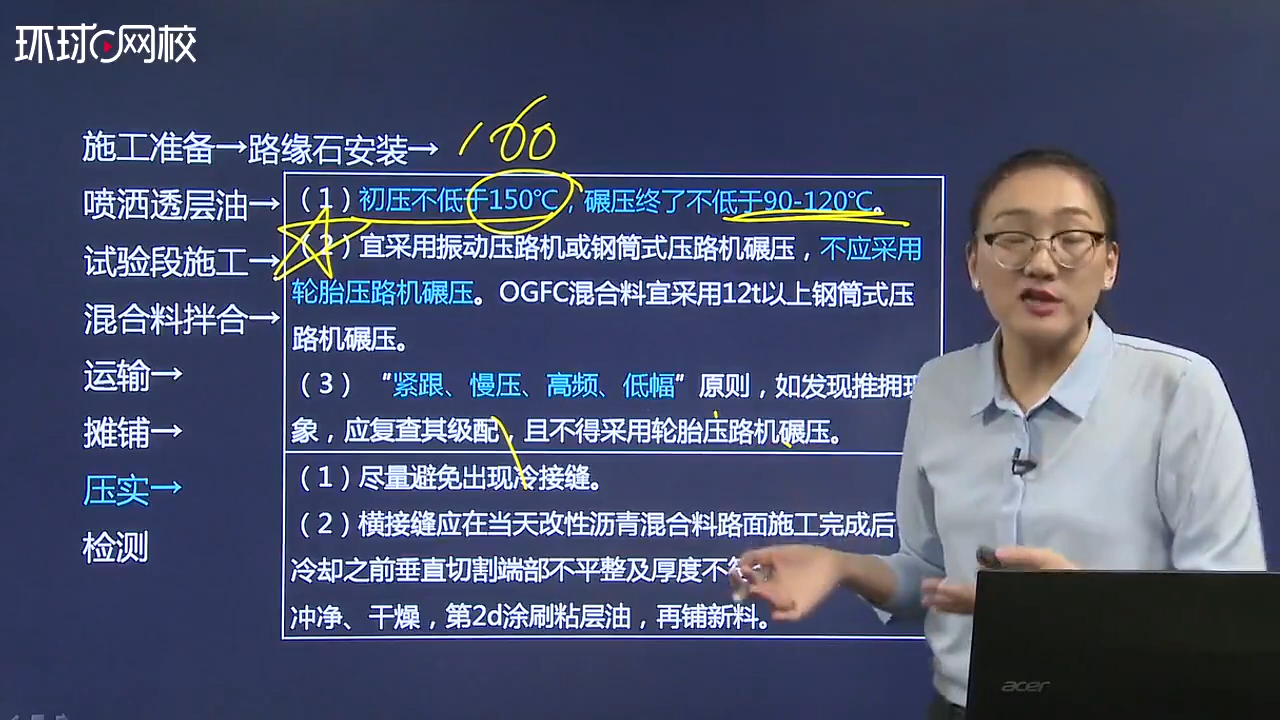 环球网校
施工准备→路缘石安装→
160
喷洒透层油→
试验段施工→
混合料拌合→
运输→
摊铺→
压实→
检测
（1）初压不低于150℃，碾压终了不低于90-120℃。
（2）宜采用振动压路机或钢筒式压路机碾压，不应采用
轮胎压路机碾压。OGFC混合料宜采用12t以上钢筒式压
路机碾压。
（3）“紧跟、慢压、高频、低幅”原则，如发现推拥现
象，应复查其级配，且不得采用轮胎压路机碾压。
（1）尽量避免出现冷接缝。
（2）横接缝应在当天改性沥青混合料路面施工完成后
冷却之前垂直切割端部不平整及厚度不
冲净、干燥，第2d涂刷粘层油，再铺新料。
acer